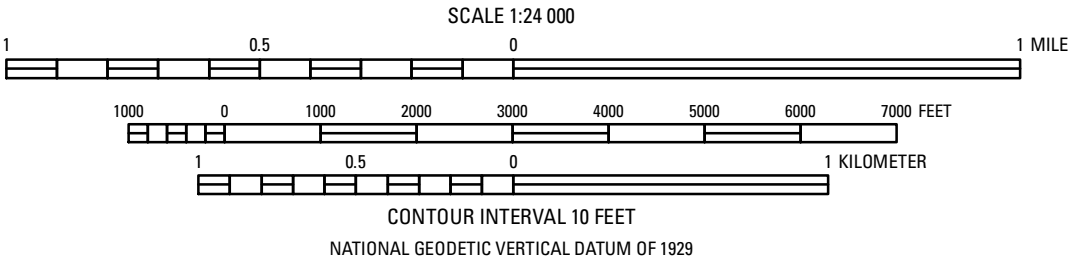 SCALE 1:24 000
1 0.5 0 1 MILE
1000 0 1000 2000 3000 4000 5000 6000 7000 FEET
1 0.5 0 1 KILOMETER
CONTOUR INTERVAL 10 FEET
NATIONAL GEODETIC VERTICAL DATUM OF 1929